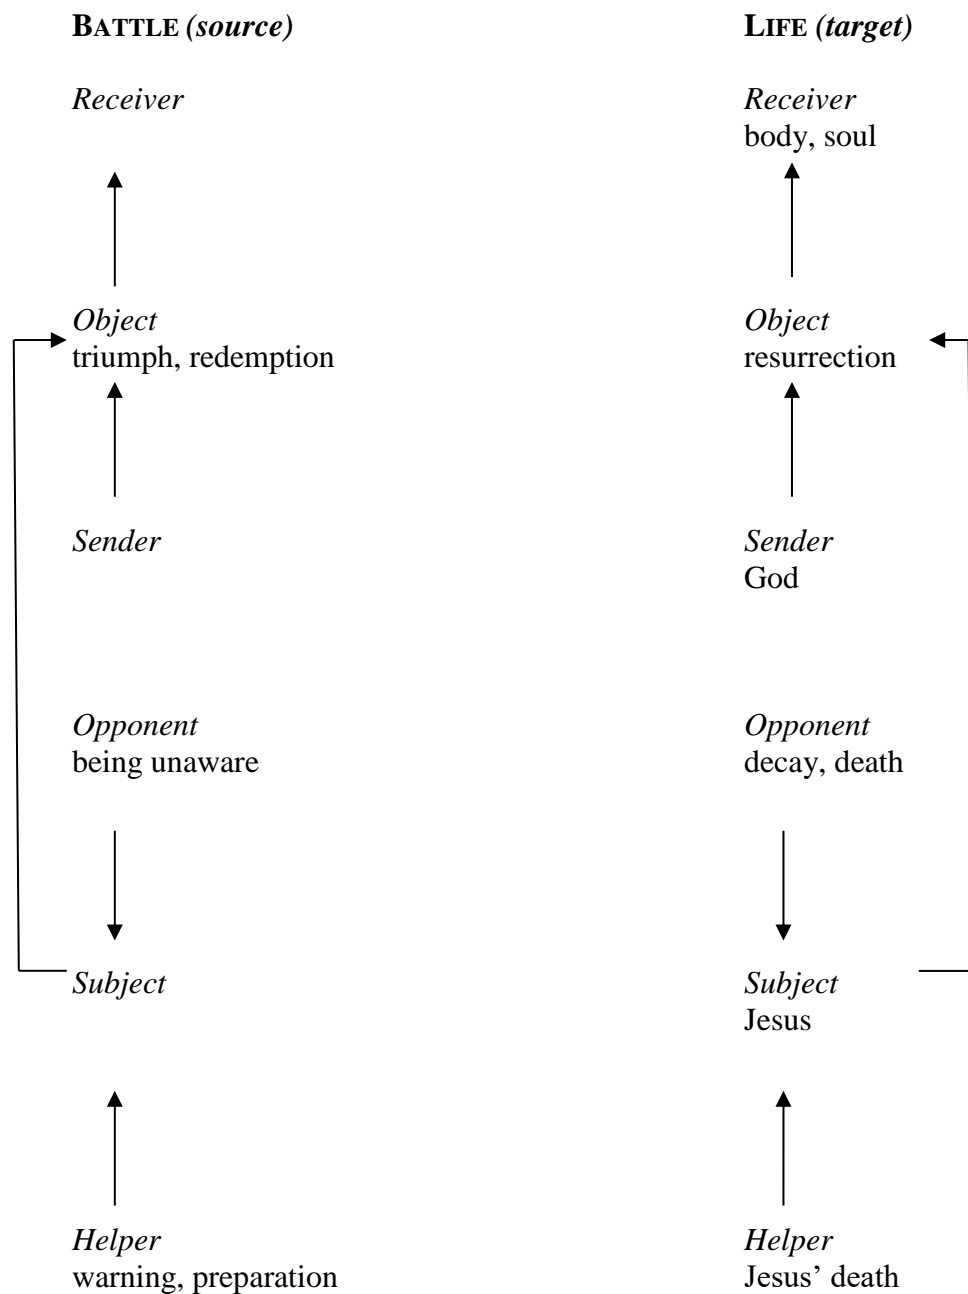 BATTLE (source)
Receiver
Object
triumph, redemption
Sender
Opponent
being unaware
Subject
Helper
warning, preparation
LIFE (target)
Receiver
body, soul
Object
resurrection
Sender
God
Opponent
decay, death
Subject
Jesus
Helper
Jesus’ death